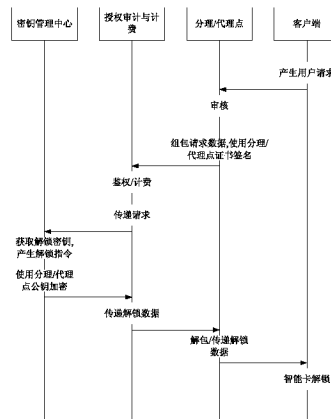 密钥管理中心
授权审计与计
费
分理/代理点
客户端
产生用户请求
审核
组包请求数据,使用分理/
代理点证书签名
鉴权/计费
传递请求
获取解锁密钥,
产生解锁指令
使用分理/代理
点公钥加密
传递解锁数据
解包/传递解锁
数据
智能卡解锁